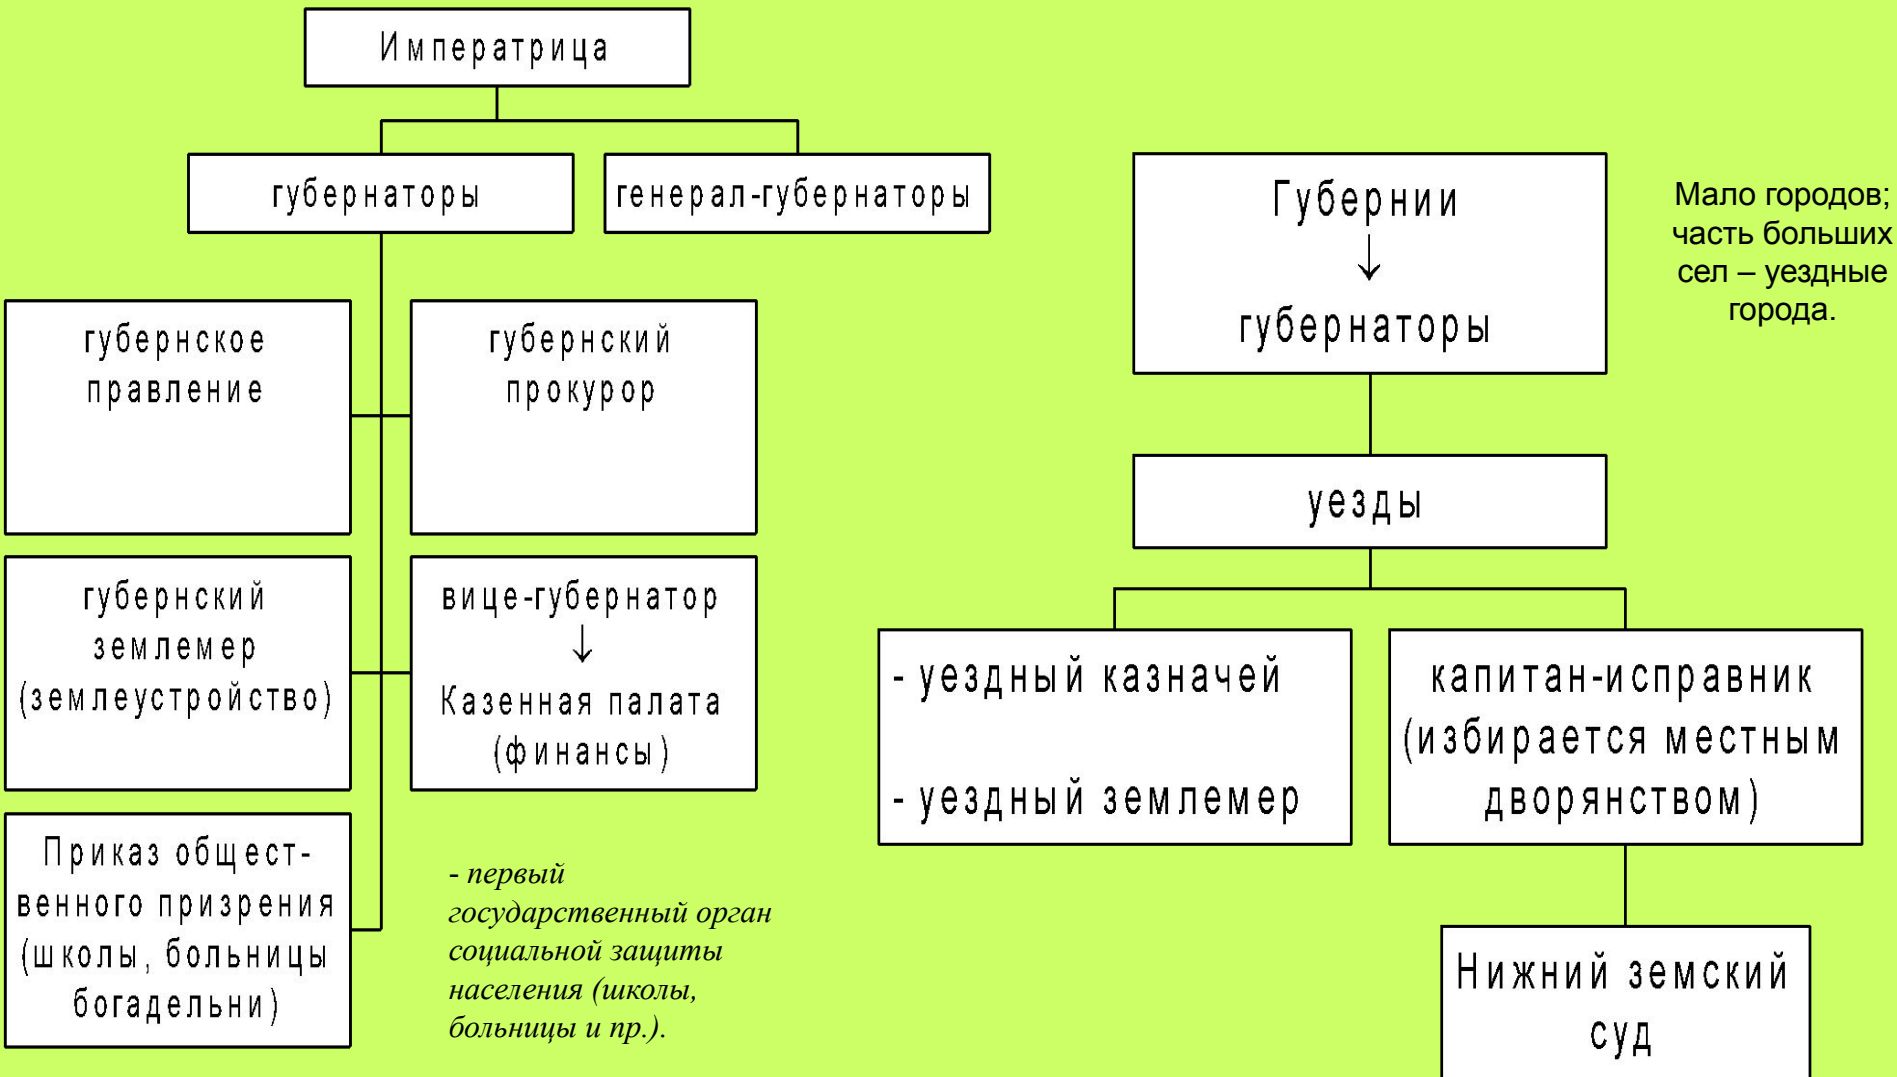 Императрица
губернаторы
генерал-губернаторы
губернское
правление
губернский
прокурор
губернский
землемер
(землеустройство)
вице-губернатор
↓
Казенная палата
(финансы)
Приказ общест-
венного призрения
(школы, больницы
богадельни)
- первый
государственный орган
социальной защиты
населения (школы,
больницы и пр.).
Губернии
↓
губернаторы
Мало городов;
часть больших
сел – уездные
города.
уезды
- уездный казначей
- уездный землемер
капитан-исправник
(избирается местным
дворянством)
Нижний земский
суд